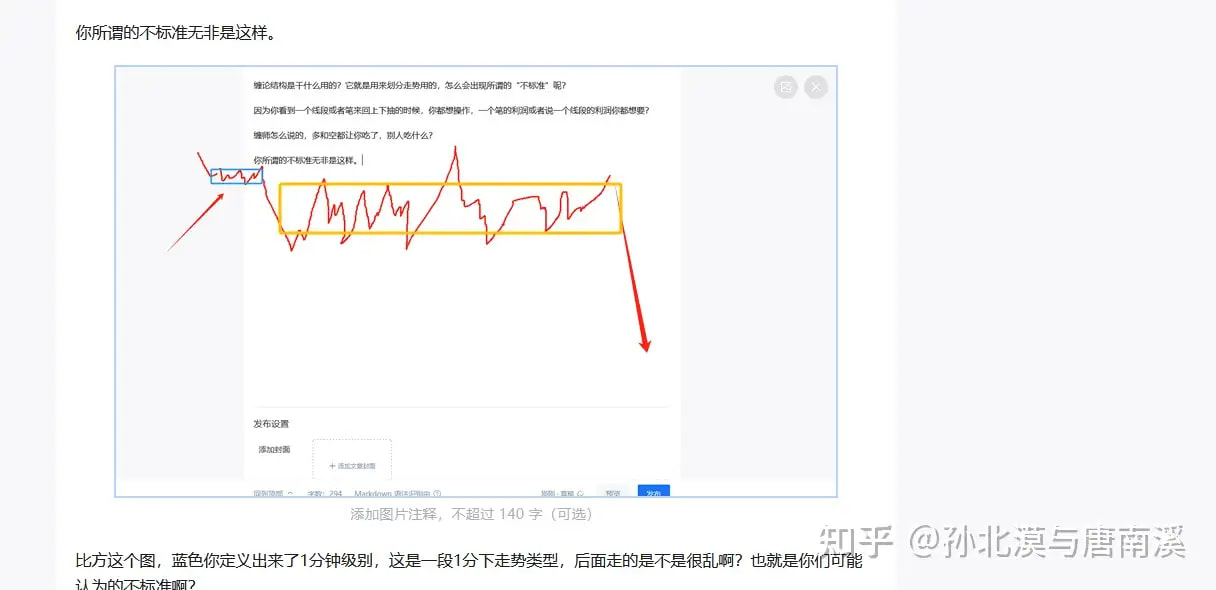 你所谓的不标准无非是这样。
缠论结构是干什么用的？它就是用来划分走势用的，怎么会出现所谓的“不标准”呢？
因为你看到一个线段或者笔来回上下抽的时候，你都想操作，一个笔的利润或者说一个线段的利润你都想要？
缠师怎么说的，多和空都让你吃了，别人吃什么？
你所谓的不标准无非是这样。
发布设置
添加封面
+ 添加文章封面
字数：294 Markdown 预览 发布
添加图片注释，不超过 140 字（可选）
知乎 @孙北漠与唐南溪
比方这个图，蓝色你定义出来了1分钟级别，这是一段1分下走势类型，后面走的是不是很乱啊？也就是你们可能
认为的不标准啊？